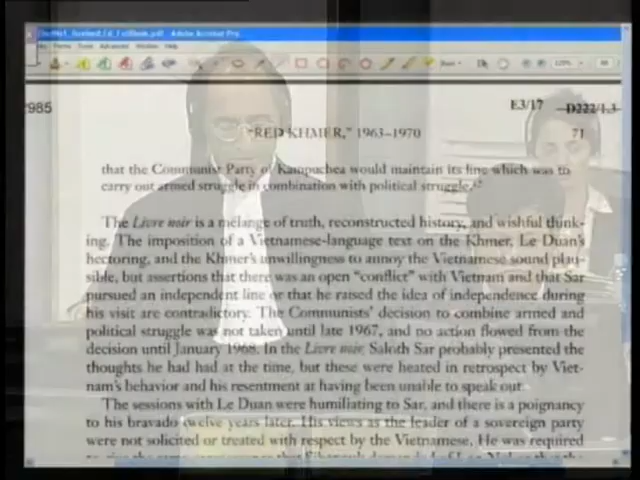 Adobe Acrobat Pro
Forms Tools Advanced Window Help
985
E3/17 D222/1.3
"RED KHMER," 1963–1970 71
that the Communist Party of Kampuchea would maintain its line which was to
carry out armed struggle in combination with political struggle.
The Livre noir is a mélange of truth, reconstructed history, and wishful think-
ing. The imposition of a Vietnamese-language text on the Khmer, Le Duan's
hectoring, and the Khmer's unwillingness to annoy the Vietnamese sound plau-
sible, but assertions that there was an open "conflict" with Vietnam and that Sar
pursued an independent line or that he raised the idea of independence during
his visit are contradictory. The Communists' decision to combine armed and
political struggle was not taken until late 1967, and no action flowed from the
decision until January 1968. In the Livre noir, Saloth Sar probably presented the
thoughts he had had at the time, but these were heated in retrospect by Viet-
nam's behavior and his resentment at having been unable to speak out.
The sessions with Le Duan were humiliating to Sar, and there is a poignancy
to his bravado twelve years later. His views as the leader of a sovereign party
were not solicited or treated with respect by the Vietnamese. He was required